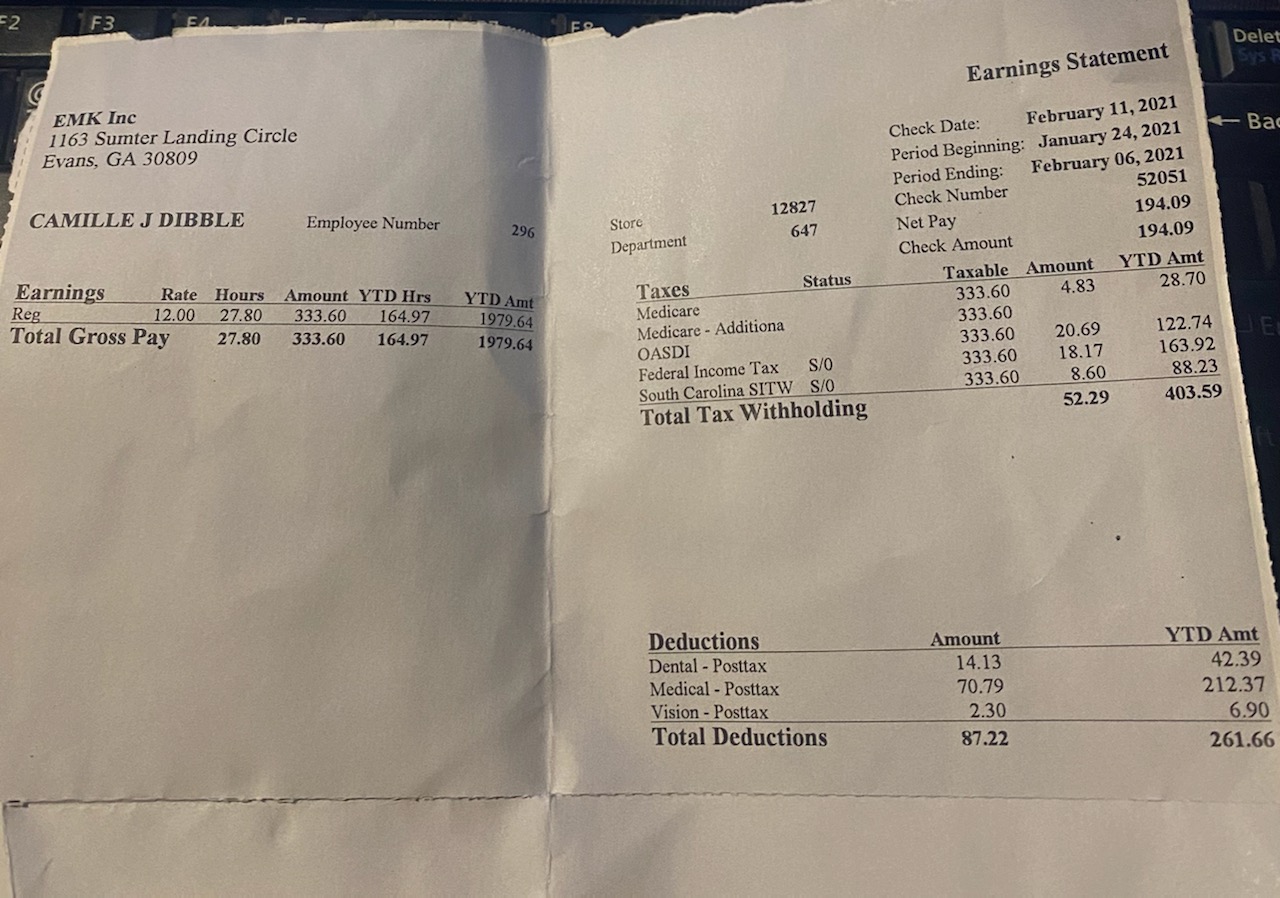 F2 F3 F4 F8
Delet
Sys R
Bac
Earnings Statement
EMK Inc
1163 Sumter Landing Circle
Evans, GA 30809
Check Date: February 11, 2021
Period Beginning: January 24, 2021
Period Ending: February 06, 2021
Check Number 52051
Net Pay 194.09
Check Amount 194.09
CAMILLE J DIBBLE Employee Number 296
Store 12827
Department 647
Earnings Rate Hours Amount YTD Hrs YTD Amt
Reg 12.00 27.80 333.60 164.97 1979.64
Total Gross Pay 27.80 333.60 164.97 1979.64
Taxes Status Taxable Amount YTD Amt
Medicare 333.60 4.83 28.70
Medicare - Additiona 333.60
OASDI 333.60 20.69 122.74
Federal Income Tax S/0 333.60 18.17 163.92
South Carolina SITW S/0 333.60 8.60 88.23
Total Tax Withholding 52.29 403.59
Deductions Amount YTD Amt
Dental - Posttax 14.13 42.39
Medical - Posttax 70.79 212.37
Vision - Posttax 2.30 6.90
Total Deductions 87.22 261.66